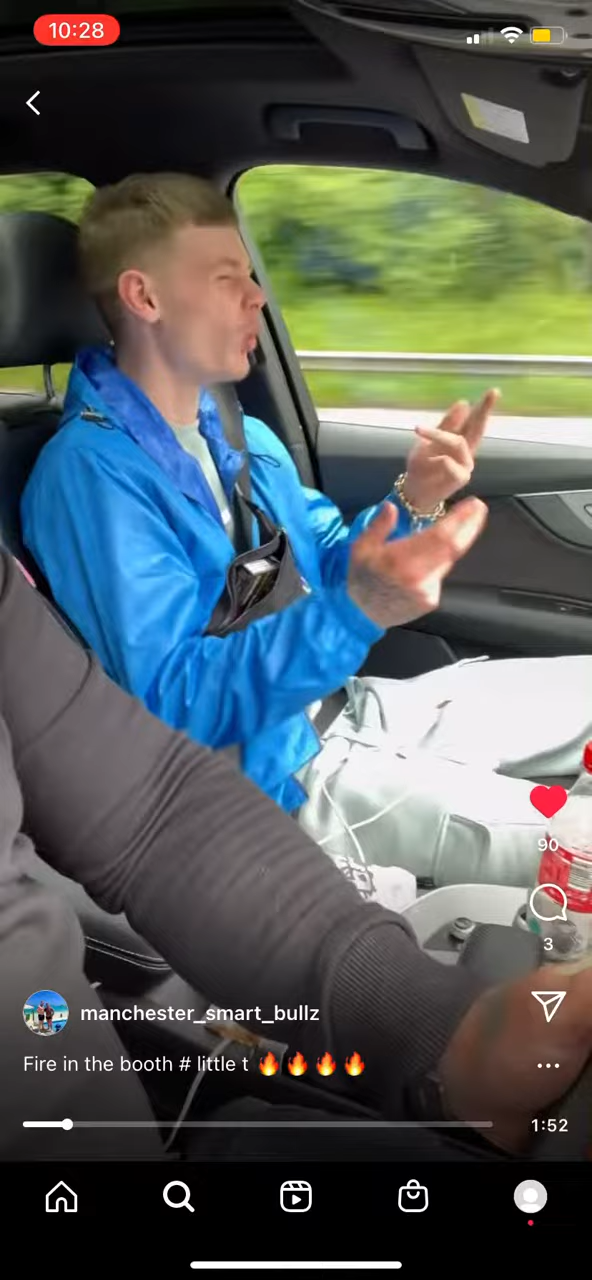 10:28
90
3
manchester_smart_bullz
Fire in the booth # little t 🔥🔥🔥🔥
1:52